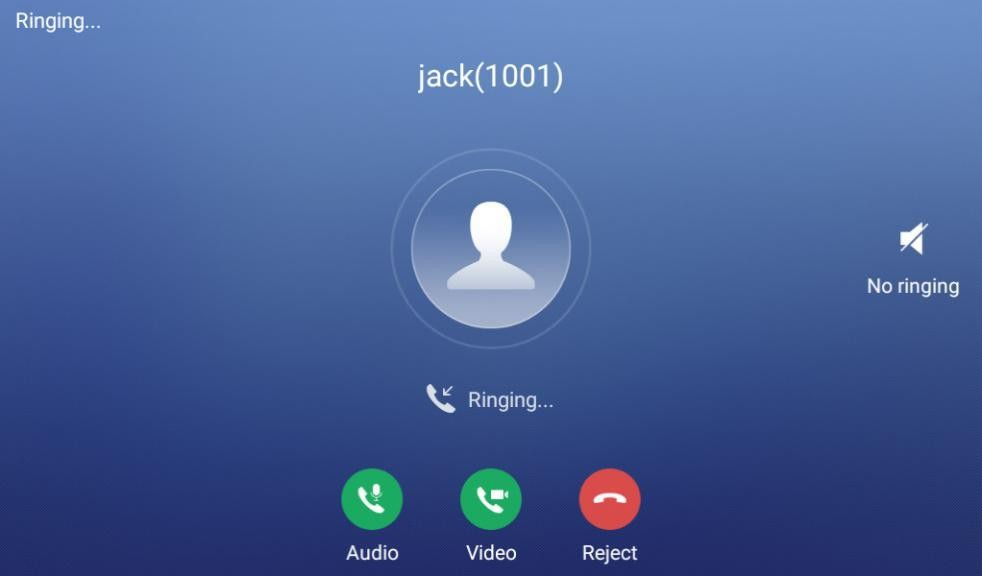 Ringing...
jack(1001)
No ringing
Ringing...
Audio
Video
Reject